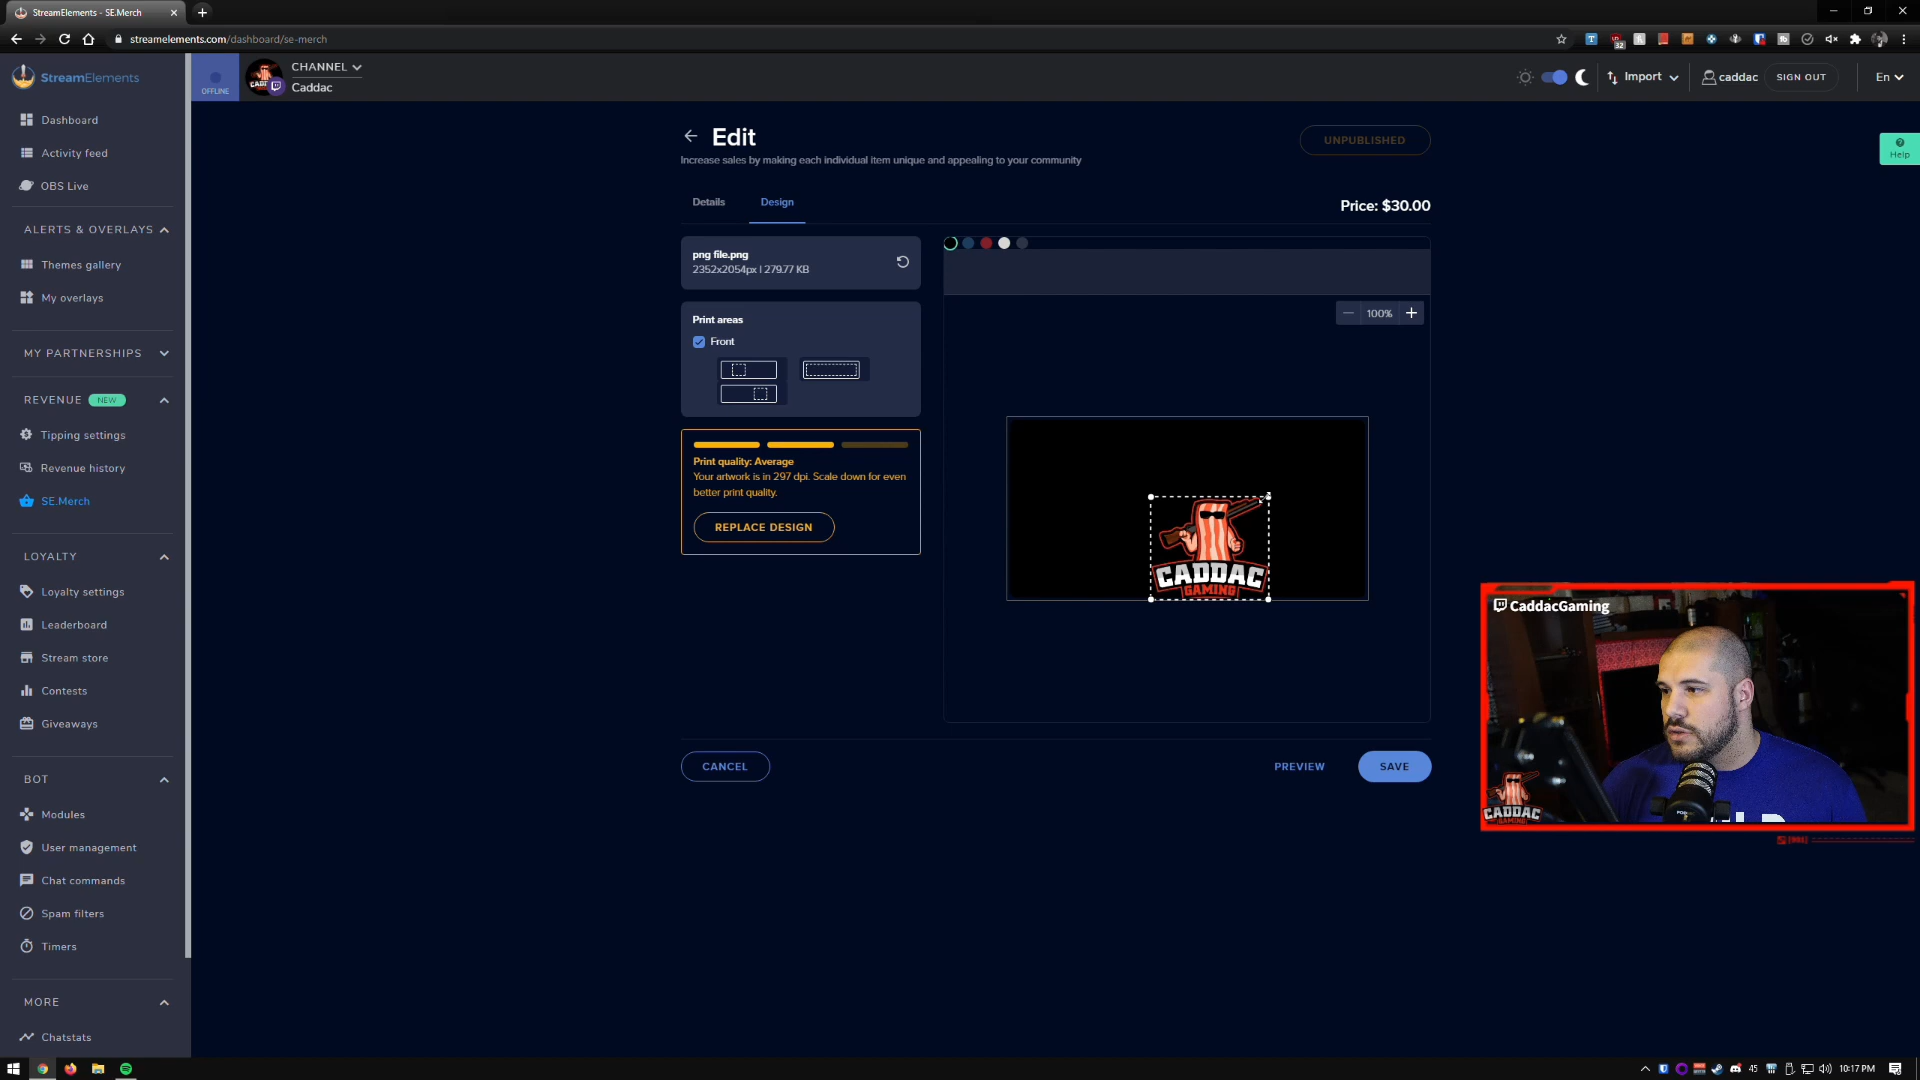 StreamElements - SE.Merch
streamelements.com/dashboard/se-merch
32
StreamElements
OFFLINE
CHANNEL
Caddac
Import
caddac
SIGN OUT
En
Dashboard
Activity feed
OBS Live
ALERTS & OVERLAYS
Themes gallery
My overlays
MY PARTNERSHIPS
REVENUE NEW
Tipping settings
Revenue history
SE.Merch
LOYALTY
Loyalty settings
Leaderboard
Stream store
Contests
Giveaways
BOT
Modules
User management
Chat commands
Spam filters
Timers
MORE
Chatstats
Edit
UNPUBLISHED
Increase sales by making each individual item unique and appealing to your community
Help
Details
Design
Price: $30.00
png file.png
2352x2054px | 279.77 KB
100%
Print areas
Front
Print quality: Average
Your artwork is in 297 dpi. Scale down for even
better print quality.
REPLACE DESIGN
CADDAC
GAMING
CANCEL
PREVIEW
SAVE
CaddacGaming
CADDAC
GAMING
45
10:17 PM